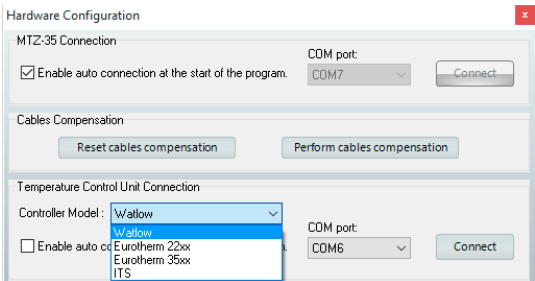 Hardware Configuration
x
MTZ-35 Connection
COM port:
Enable auto connection at the start of the program.
COM7
Connect
Cables Compensation
Reset cables compensation
Perform cables compensation
Temperature Control Unit Connection
Controller Model :
Watlow
Watlow
Eurotherm 22xx
Eurotherm 35xx
ITS
COM port:
Enable auto
COM6
Connect